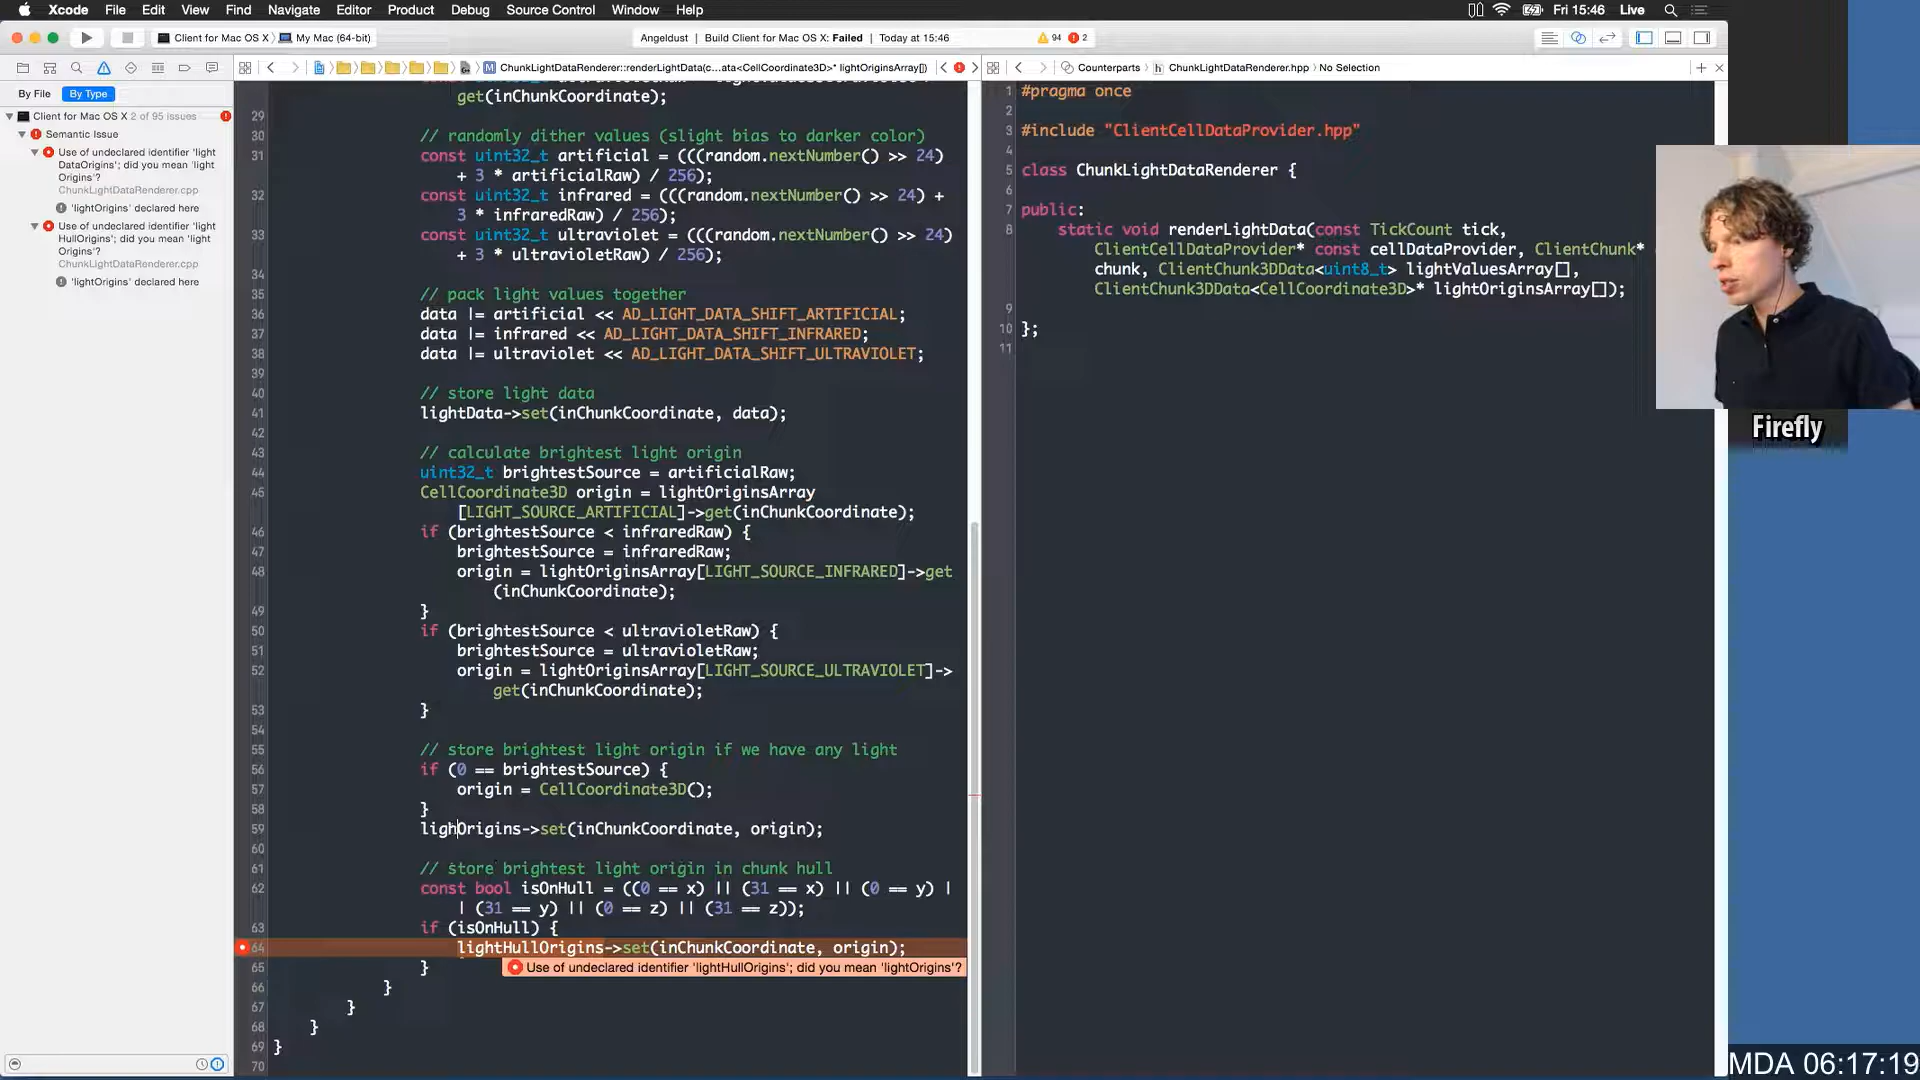 Xcode File Edit View Find Navigate Editor Product Debug Source Control Window Help Fri 15:46 Live
Client for Mac OS X My Mac (64-bit)
Angeldust | Build Client for Mac OS X: Failed | Today at 15:46 94 2
ChunkLightDataRenderer::renderLightData(c...ata<CellCoordinate3D>* lightOriginsArray[])
Counterparts ChunkLightDataRenderer.hpp No Selection
By File By Type
Client for Mac OS X 2 of 95 issues
Semantic Issue
Use of undeclared identifier 'light
DataOrigins'; did you mean 'light
Origins'?
ChunkLightDataRenderer.cpp
'lightOrigins' declared here
Use of undeclared identifier 'light
HullOrigins'; did you mean 'light
Origins'?
ChunkLightDataRenderer.cpp
'lightOrigins' declared here
get(inChunkCoordinate);
29
30 // randomly dither values (slight bias to darker color)
31 const uint32_t artificial = (((random.nextNumber() >> 24)
+ 3 * artificialRaw) / 256);
32 const uint32_t infrared = (((random.nextNumber() >> 24) +
3 * infraredRaw) / 256);
33 const uint32_t ultraviolet = (((random.nextNumber() >> 24)
+ 3 * ultravioletRaw) / 256);
34
35 // pack light values together
36 data |= artificial << AD_LIGHT_DATA_SHIFT_ARTIFICIAL;
37 data |= infrared << AD_LIGHT_DATA_SHIFT_INFRARED;
38 data |= ultraviolet << AD_LIGHT_DATA_SHIFT_ULTRAVIOLET;
39
40 // store light data
41 lightData->set(inChunkCoordinate, data);
42
43 // calculate brightest light origin
44 uint32_t brightestSource = artificialRaw;
45 CellCoordinate3D origin = lightOriginsArray
[LIGHT_SOURCE_ARTIFICIAL]->get(inChunkCoordinate);
46 if (brightestSource < infraredRaw) {
47 brightestSource = infraredRaw;
48 origin = lightOriginsArray[LIGHT_SOURCE_INFRARED]->get
(inChunkCoordinate);
49 }
50 if (brightestSource < ultravioletRaw) {
51 brightestSource = ultravioletRaw;
52 origin = lightOriginsArray[LIGHT_SOURCE_ULTRAVIOLET]->
get(inChunkCoordinate);
53 }
54
55 // store brightest light origin if we have any light
56 if (0 == brightestSource) {
57 origin = CellCoordinate3D();
58 }
59 lighOrigins->set(inChunkCoordinate, origin);
60
61 // store brightest light origin in chunk hull
62 const bool isOnHull = ((0 == x) || (31 == x) || (0 == y) |
| (31 == y) || (0 == z) || (31 == z));
63 if (isOnHull) {
64 lightHullOrigins->set(inChunkCoordinate, origin);
Use of undeclared identifier 'lightHullOrigins'; did you mean 'lightOrigins'?
65 }
66 }
67 }
68 }
69 }
70
1 #pragma once
2
3 #include "ClientCellDataProvider.hpp"
4
5 class ChunkLightDataRenderer {
6
7 public:
8 static void renderLightData(const TickCount tick,
ClientCellDataProvider* const cellDataProvider, ClientChunk*
chunk, ClientChunk3DData<uint8_t> lightValuesArray[],
ClientChunk3DData<CellCoordinate3D>* lightOriginsArray[]);
9
10 };
11
Firefly
MDA 06:17:19